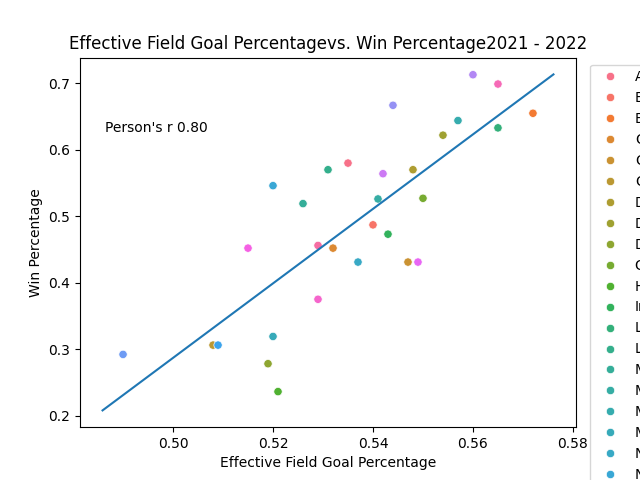 Effective Field Goal Percentagevs. Win Percentage2021 - 2022
0.7
0.6
0.5
0.4
0.3
0.2
Win Percentage
Person's r 0.80
0.50
0.52
0.54
0.56
0.58
Effective Field Goal Percentage